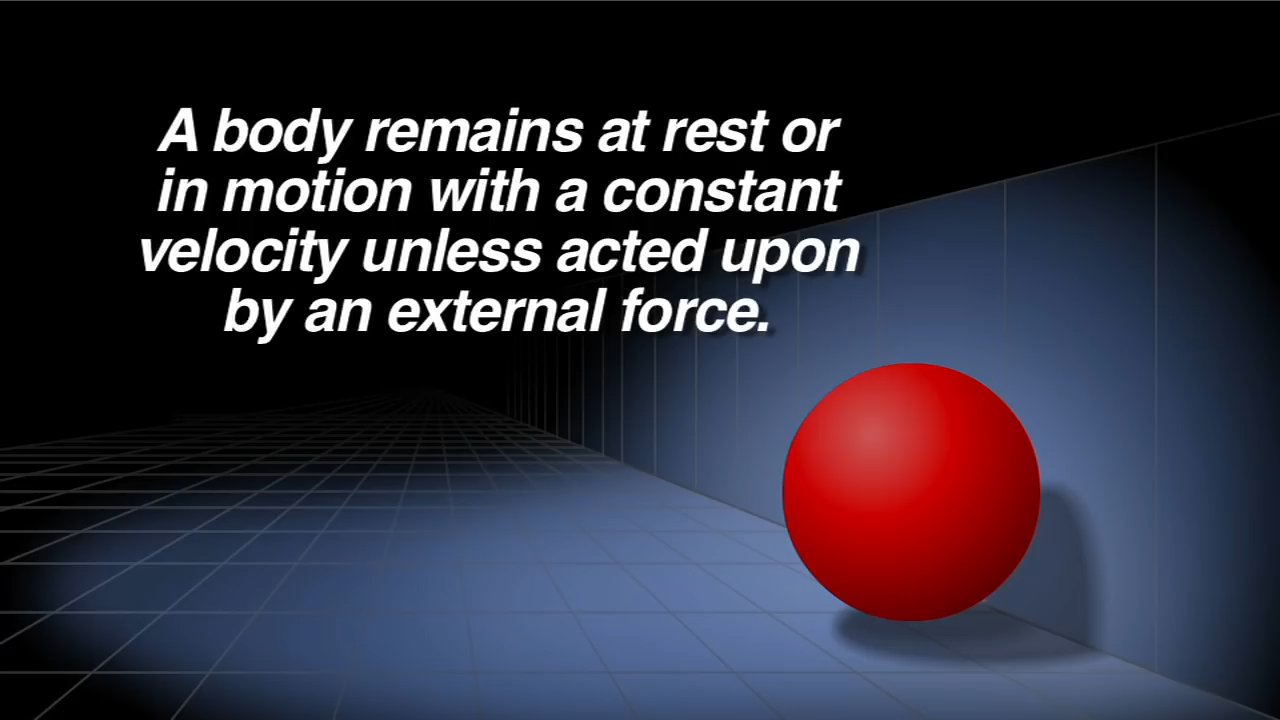 A body remains at rest or
in motion with a constant
velocity unless acted upon
by an external force.